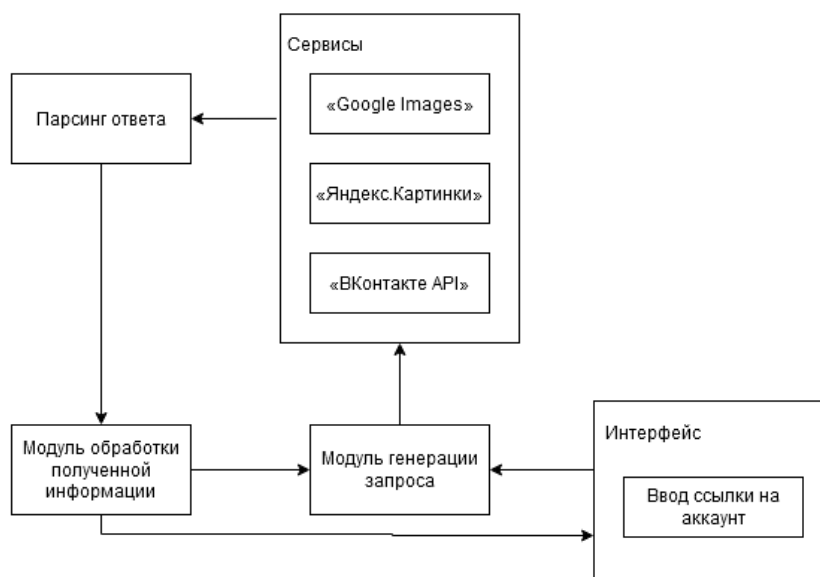 Сервисы
«Google Images»
Парсинг ответа
«Яндекс.Картинки»
«ВКонтакте API»
Модуль обработки
полученной
информации
Модуль генерации
запроса
Интерфейс
Ввод ссылки на
аккаунт